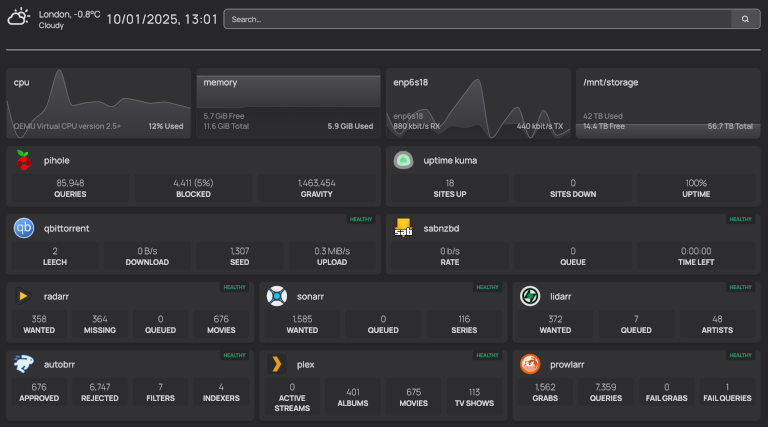 London, -0.8°C
Cloudy
10/01/2025, 13:01
Search...
cpu
QEMU Virtual CPU version 2.5+
12% Used
memory
5.7 GiB Free
11.6 GiB Total
5.9 GiB Used
enp6s18
enp6s18
880 kbit/s RX
440 kbit/s TX
/mnt/storage
42 TB Used
14.4 TB Free
56.7 TB Total
pihole
85,948 4,411 (5%) 1,463,454
QUERIES BLOCKED GRAVITY
uptime kuma
18 0 100%
SITES UP SITES DOWN UPTIME
qb qbittorrent HEALTHY
2 0 B/s 1,307 0.3 MiB/s
LEECH DOWNLOAD SEED UPLOAD
sab sabnzbd HEALTHY
0 b/s 0 0:00:00
RATE QUEUE TIME LEFT
radarr HEALTHY
358 364 0 676
WANTED MISSING QUEUED MOVIES
sonarr HEALTHY
1,585 0 116
WANTED QUEUED SERIES
lidarr HEALTHY
372 7 48
WANTED QUEUED ARTISTS
autobrr HEALTHY
676 6,747 7 4
APPROVED REJECTED FILTERS INDEXERS
plex HEALTHY
0 401 675 113
ACTIVE STREAMS ALBUMS MOVIES TV SHOWS
prowlarr HEALTHY
1,562 7,359 0 1
GRABS QUERIES FAIL GRABS FAIL QUERIES